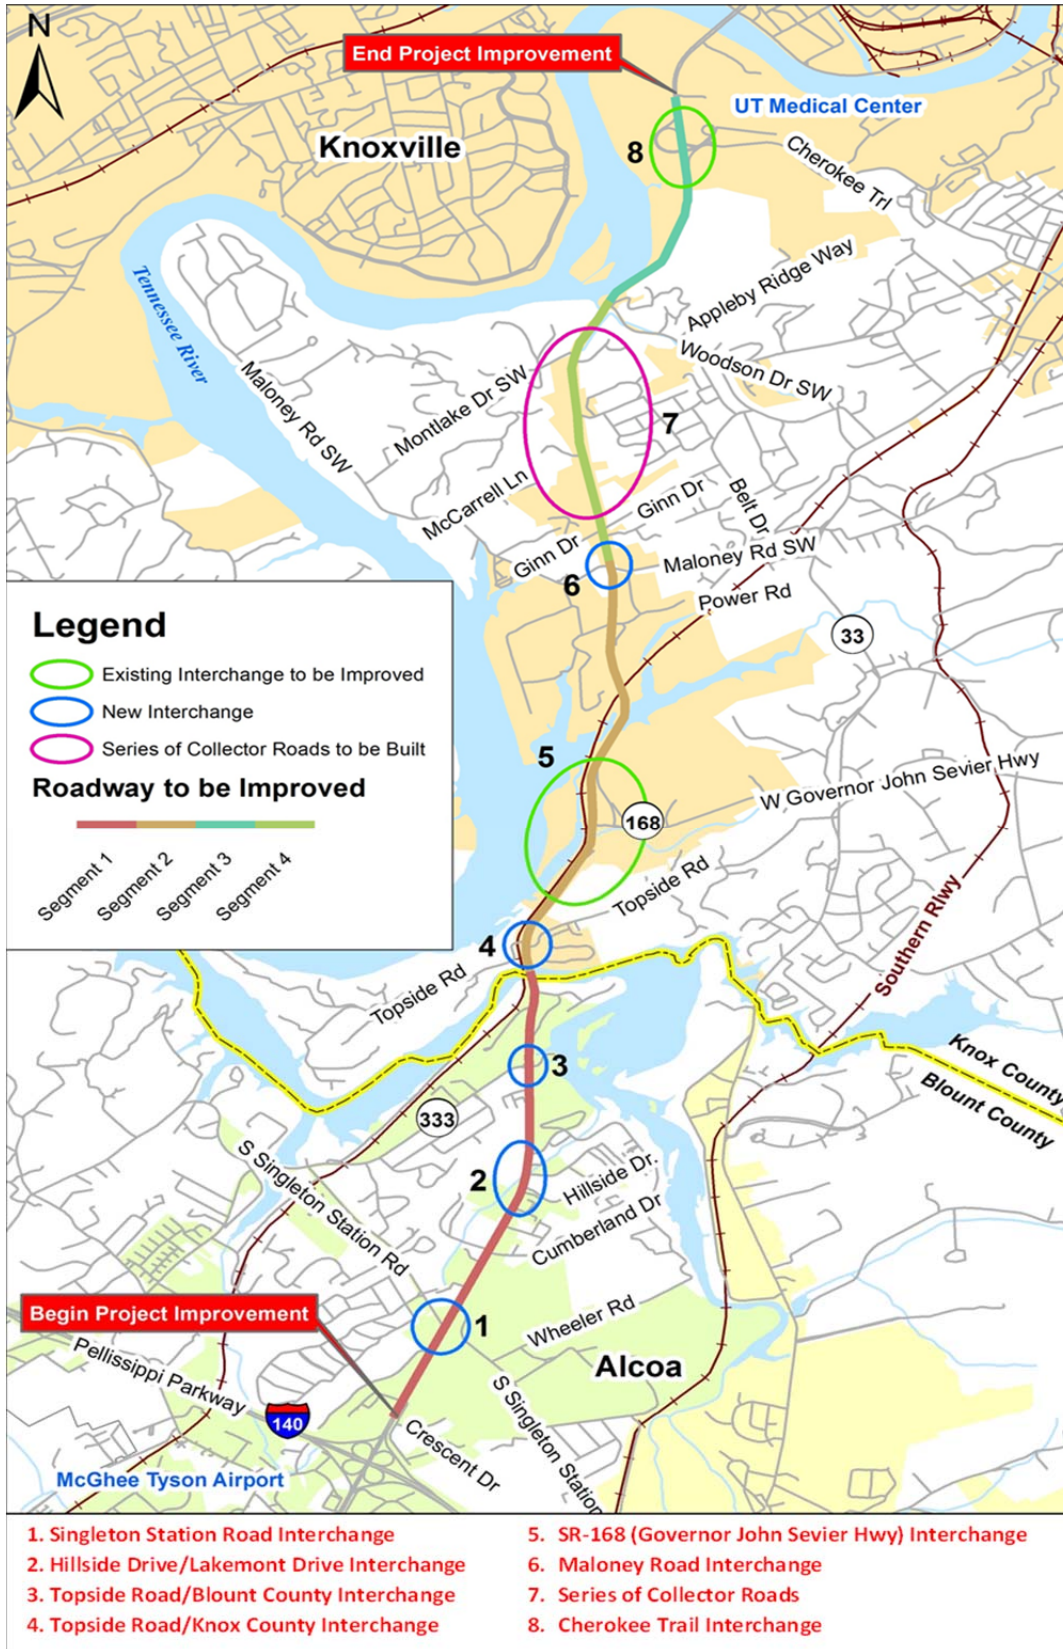 N
End Project Improvement
UT Medical Center
Knoxville
8
Cherokee Trl
Tennessee River
Appleby Ridge Way
Woodson Dr SW
Maloney Rd SW
Montlake Dr SW
7
McCarrell Ln
Ginn Dr
Belt Dr
Ginn Dr
Maloney Rd SW
6
Power Rd
33
Legend
Existing Interchange to be Improved
New Interchange
Series of Collector Roads to be Built
Roadway to be Improved
Segment 1
Segment 2
Segment 3
Segment 4
5
W Governor John Sevier Hwy
168
Topside Rd
Southern Rlwy
4
Topside Rd
Knox County
Blount County
3
333
S Singleton Station Rd
2
Hillside Dr.
Cumberland Dr
Begin Project Improvement
1
Wheeler Rd
Alcoa
Pellissippi Parkway
140
S Singleton Station
Crescent Dr
McGhee Tyson Airport
1. Singleton Station Road Interchange
2. Hillside Drive/Lakemont Drive Interchange
3. Topside Road/Blount County Interchange
4. Topside Road/Knox County Interchange
5. SR-168 (Governor John Sevier Hwy) Interchange
6. Maloney Road Interchange
7. Series of Collector Roads
8. Cherokee Trail Interchange